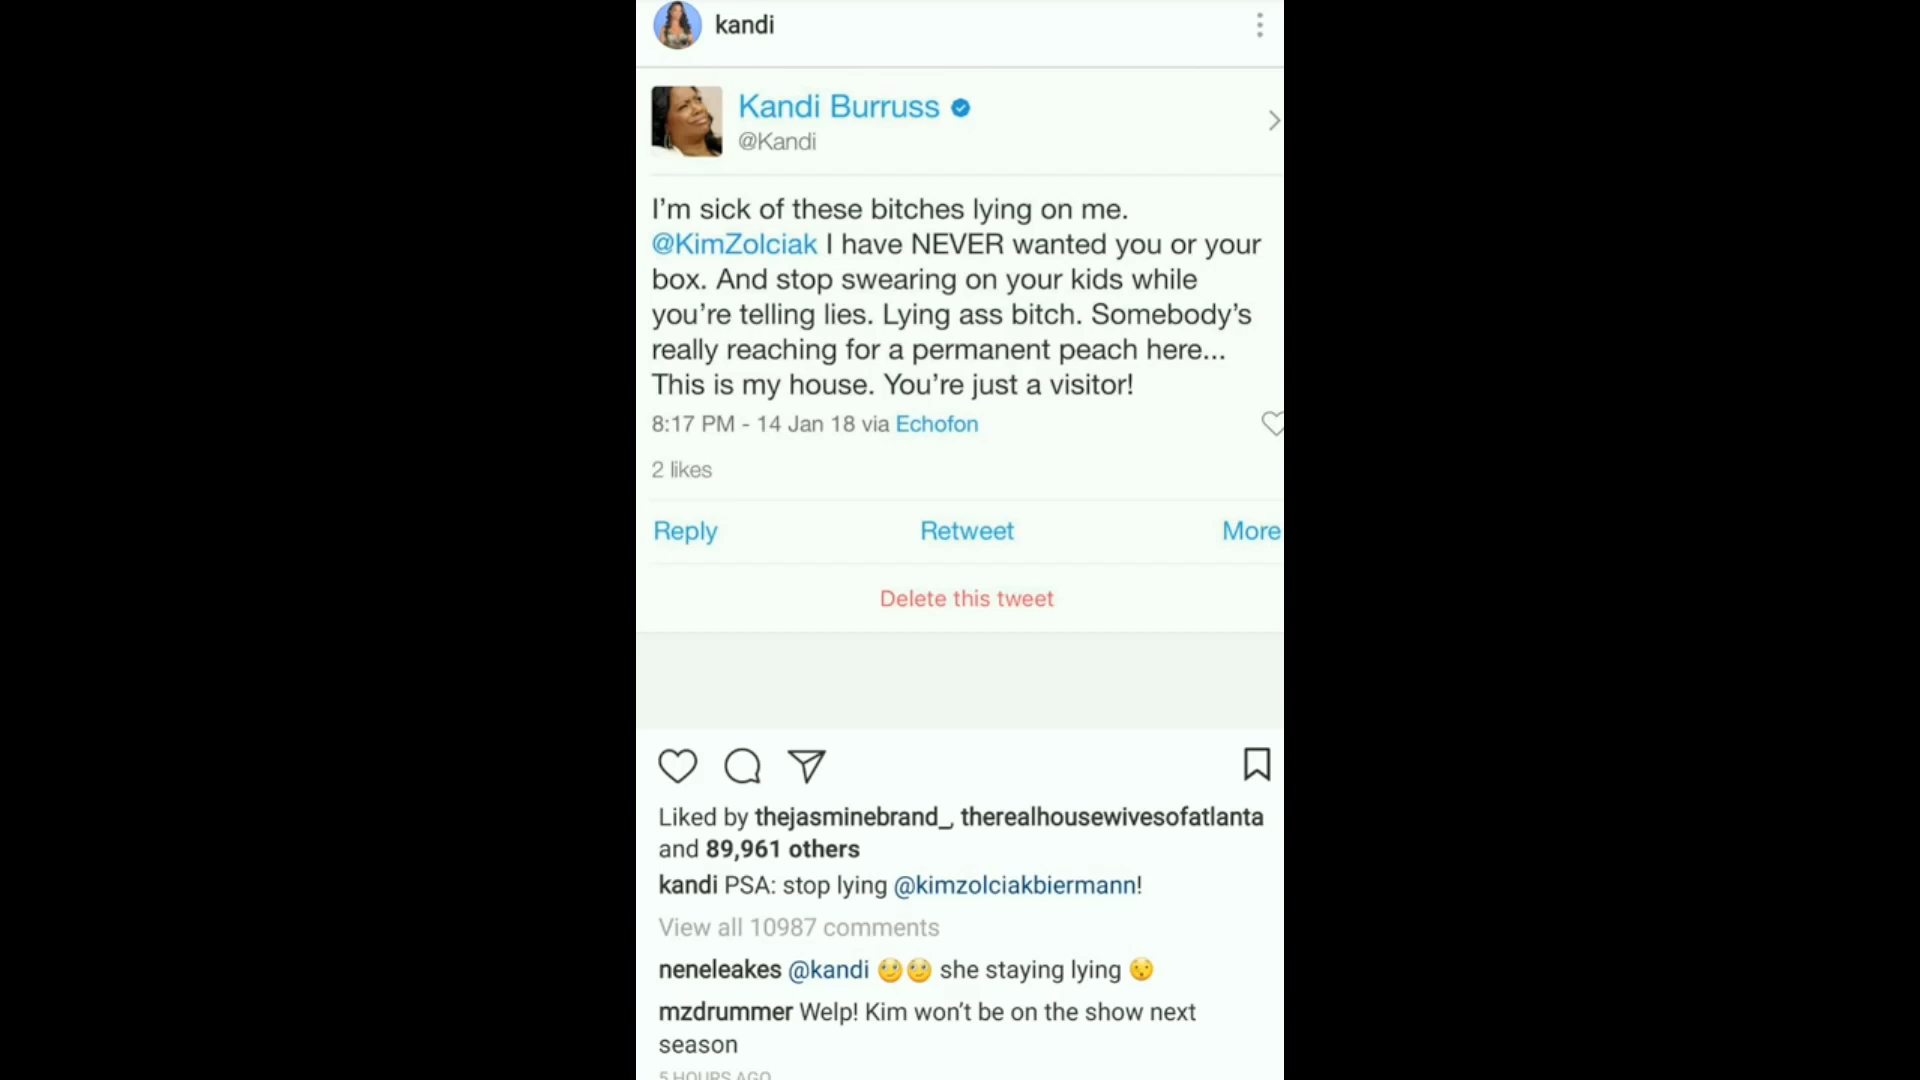 kandi
Kandi Burruss
@Kandi
I’m sick of these bitches lying on me.
@KimZolciak I have NEVER wanted you or your
box. And stop swearing on your kids while
you’re telling lies. Lying ass bitch. Somebody’s
really reaching for a permanent peach here...
This is my house. You’re just a visitor!
8:17 PM - 14 Jan 18 via Echofon
2 likes
Reply Retweet More
Delete this tweet
Liked by thejasminebrand_, therealhousewivesofatlanta
and 89,961 others
kandi PSA: stop lying @kimzolciakbiermann!
View all 10987 comments
neneleakes @kandi 🙄🙄 she staying lying 😯
mzdrummer Welp! Kim won’t be on the show next
season
5 HOURS AGO